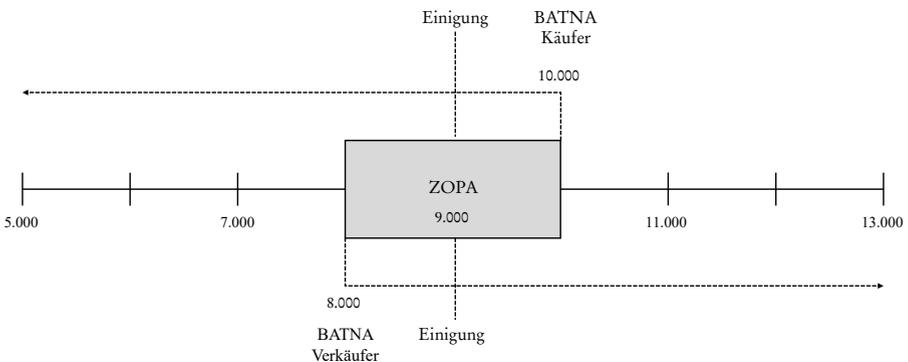 Einigung
BATNA
Käufer
10.000
ZOPA
9.000
5.000
7.000
11.000
13.000
8.000
BATNA
Verkäufer
Einigung